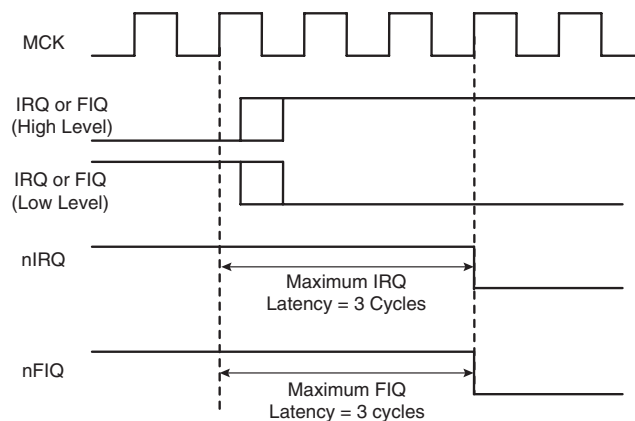 MCK
IRQ or FIQ
(High Level)
IRQ or FIQ
(Low Level)
nIRQ
Maximum IRQ
Latency = 3 Cycles
nFIQ
Maximum FIQ
Latency = 3 cycles